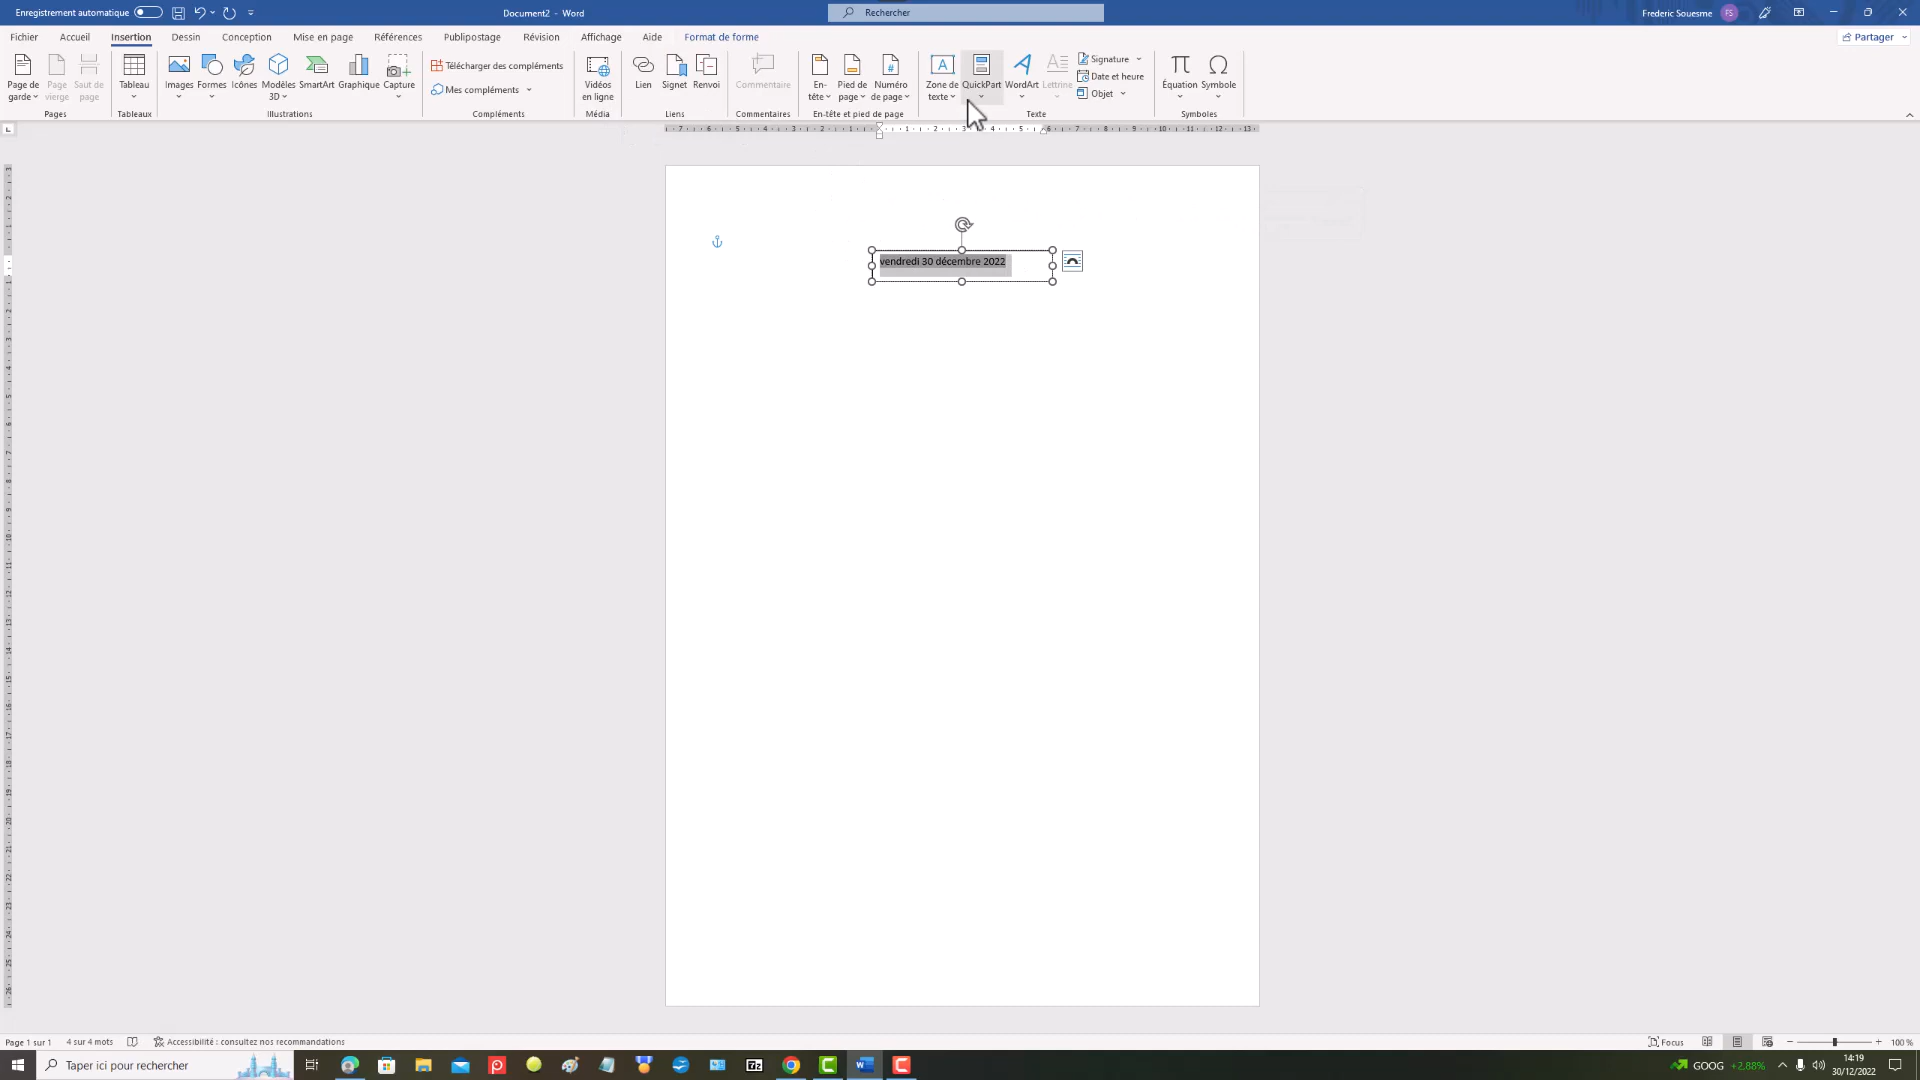 Enregistrement automatique
Document2 - Word
Rechercher
Frederic Souesme
FS
Fichier Accueil Insertion Dessin Conception Mise en page Références Publipostage Révision Affichage Aide Format de forme
Partager
Page de garde
Page vierge
Saut de page
Tableau
Images
Formes
Icônes
Modèles 3D
SmartArt
Graphique
Capture
Télécharger des compléments
Mes compléments
Vidéos en ligne
Lien
Signet
Renvoi
Commentaire
En-tête
Pied de page
Numéro de page
Zone de texte
QuickPart
WordArt
Lettrine
Signature
Date et heure
Objet
Équation
Symbole
Pages
Tableaux
Illustrations
Compléments
Média
Liens
Commentaires
En-tête et pied de page
Texte
Symboles
vendredi 30 décembre 2022
Page 1 sur 1
4 sur 4 mots
Accessibilité : consultez nos recommandations
Focus
100 %
Taper ici pour rechercher
GOOG +2.88%
14:19
30/12/2022